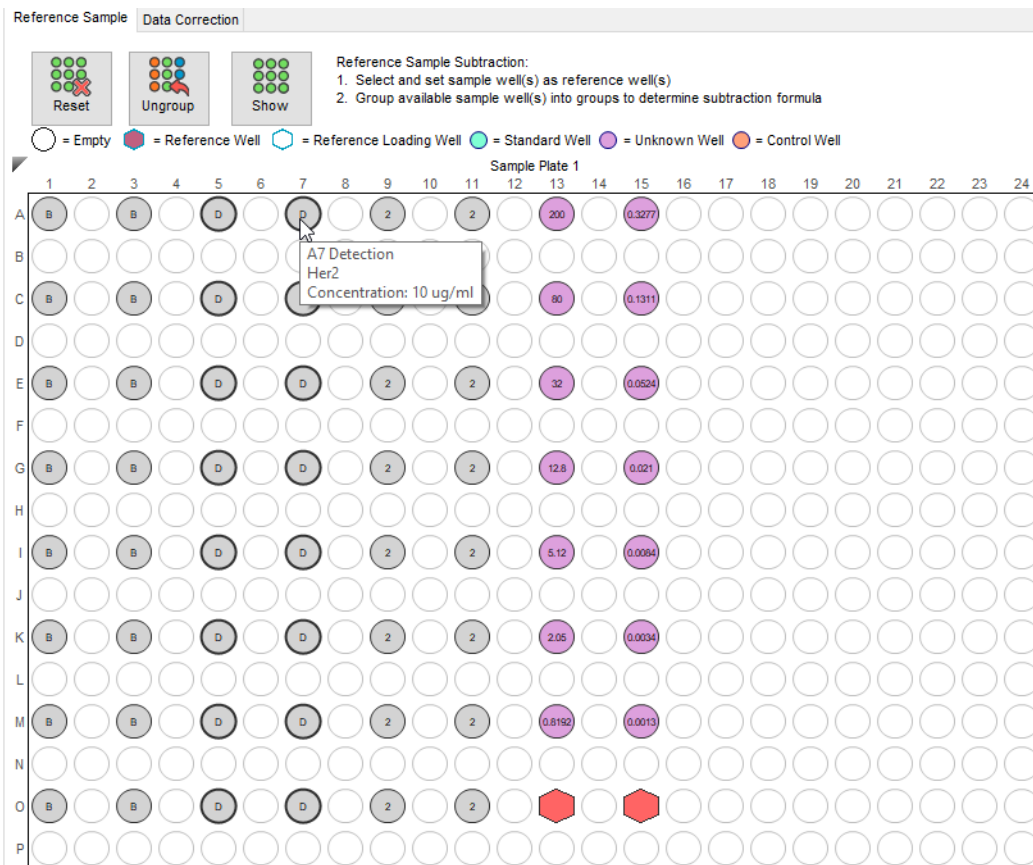 Reference Sample Data Correction
Reset Ungroup Show
Reference Sample Subtraction:
1. Select and set sample well(s) as reference well(s)
2. Group available sample well(s) into groups to determine subtraction formula
= Empty = Reference Well = Reference Loading Well = Standard Well = Unknown Well = Control Well
Sample Plate 1
1 2 3 4 5 6 7 8 9 10 11 12 13 14 15 16 17 18 19 20 21 22 23 24
A B B D D 2 2 200 0.3277
B
A7 Detection
Her2
Concentration: 10 ug/ml
C B B D D 80 0.1311
D
E B B D D 2 2 32 0.0524
F
G B B D D 2 2 12.8 0.021
H
I B B D D 2 2 5.12 0.0084
J
K B B D D 2 2 2.05 0.0034
L
M B B D D 2 2 0.8192 0.0013
N
O B B D D 2 2
P